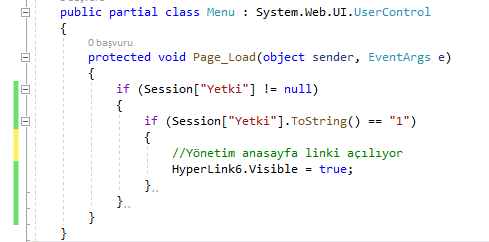 public partial class Menu : System.Web.UI.UserControl
{
0 başvuru
protected void Page_Load(object sender, EventArgs e)
{
if (Session["Yetki"] != null)
{
if (Session["Yetki"].ToString() == "1")
{
//Yönetim anasayfa linki açılıyor
HyperLink6.Visible = true;
}
}
}
}